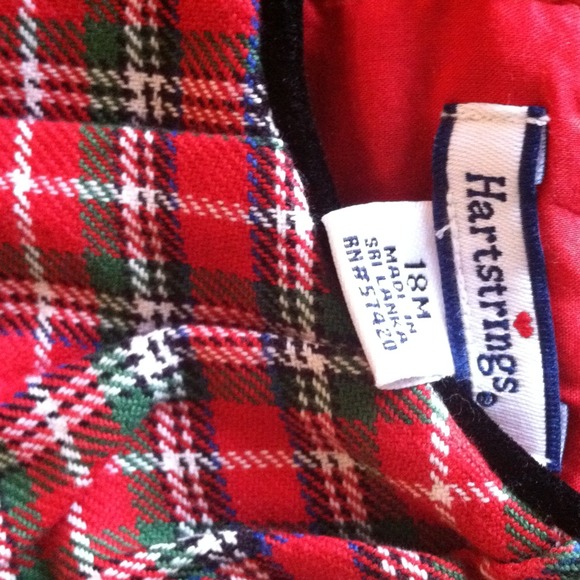 Hartstrings®
18M
MADE IN
SRI LANKA
RN#57420